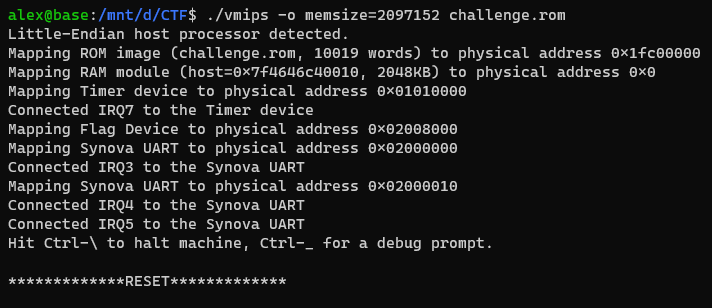 alex@base:/mnt/d/CTF$ ./vmips -o memsize=2097152 challenge.rom
Little-Endian host processor detected.
Mapping ROM image (challenge.rom, 10019 words) to physical address 0x1fc00000
Mapping RAM module (host=0x7f4646c40010, 2048KB) to physical address 0x0
Mapping Timer device to physical address 0x01010000
Connected IRQ7 to the Timer device
Mapping Flag Device to physical address 0x02008000
Mapping Synova UART to physical address 0x02000000
Connected IRQ3 to the Synova UART
Mapping Synova UART to physical address 0x02000010
Connected IRQ4 to the Synova UART
Connected IRQ5 to the Synova UART
Hit Ctrl-\ to halt machine, Ctrl-_ for a debug prompt.
*************RESET*************